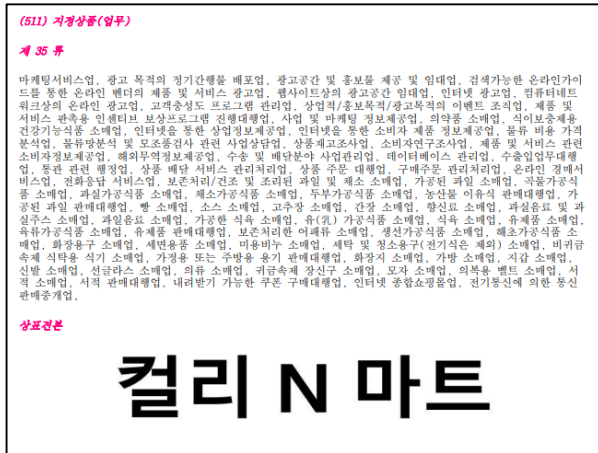 (511) 지정상품(업무)
제 35 류
마케팅서비스업, 광고 목적의 정기간행물 배포업, 광고공간 및 홍보물 제공 및 임대업, 검색가능한 온라인가이
드를 통한 온라인 벤더의 제품 및 서비스 광고업, 웹사이트상의 광고공간 임대업, 인터넷 광고업, 컴퓨터네트
워크상의 온라인 광고업, 고객충성도 프로그램 관리업, 상업적/홍보목적/광고목적의 이벤트 조직업, 제품 및
서비스 판촉용 인센티브 보상프로그램 진행대행업, 사업 및 마케팅 정보제공업, 의약품 소매업, 식이보충제용
건강기능식품 소매업, 인터넷을 통한 상업정보제공업, 인터넷을 통한 소비자 제품 정보제공업, 물류 비용 가격
분석업, 물류망분석 및 모조품검사 관련 사업상담업, 상품재고조사업, 소비자연구조사업, 제품 및 서비스 관련
소비자정보제공업, 해외무역정보제공업, 수송 및 배달분야 사업관리업, 데이터베이스 관리업, 수출입업무대행
업, 통관 관련 행정업, 상품 배달 서비스 관리처리업, 상품 주문 대행업, 구매주문 관리처리업, 온라인 경매서
비스업, 전화응답 서비스업, 보존처리/건조 및 조리된 과일 및 채소 소매업, 가공된 과일 소매업, 곡물가공식
품 소매업, 과실가공식품 소매업, 채소가공식품 소매업, 두부가공식품 소매업, 농산물 이유식 판매대행업, 가
공된 과일 판매대행업, 빵 소매업, 소스 소매업, 고추장 소매업, 간장 소매업, 향신료 소매업, 과실음료 및 과
실주스 소매업, 과일음료 소매업, 가공한 식육 소매업, 유(乳) 가공식품 소매업, 식육 소매업, 유제품 소매업,
육류가공식품 소매업, 유제품 판매대행업, 보존처리한 어패류 소매업, 생선가공식품 소매업, 해초가공식품 소
매업, 화장용구 소매업, 세면용품 소매업, 미용비누 소매업, 세탁 및 청소용구(전기식은 제외) 소매업, 비귀금
속제 식탁용 식기 소매업, 가정용 또는 주방용 용기 판매대행업, 화장지 소매업, 가방 소매업, 지갑 소매업,
신발 소매업, 선글라스 소매업, 의류 소매업, 귀금속제 장신구 소매업, 모자 소매업, 의복용 벨트 소매업, 서
적 소매업, 서적 판매대행업, 내려받기 가능한 쿠폰 구매대행업, 인터넷 종합쇼핑몰업, 전기통신에 의한 통신
판매중개업,
상표견본
컬리 N 마트